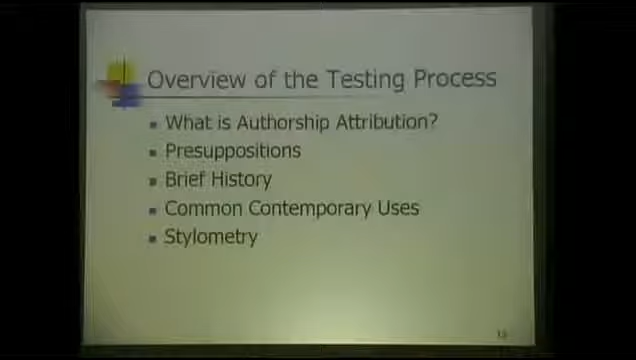 Overview of the Testing Process
What is Authorship Attribution?
Presuppositions
Brief History
Common Contemporary Uses
Stylometry